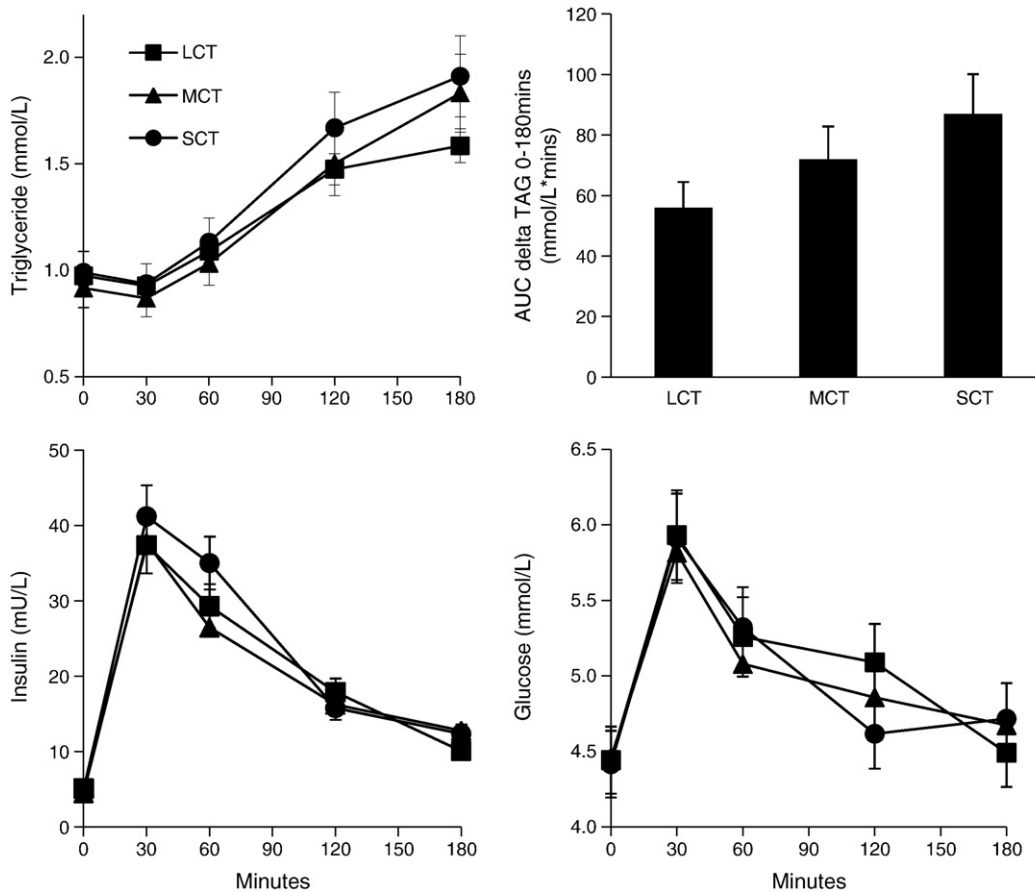 Triglyceride (mmol/L)
2.0
1.5
1.0
0.5
0 30 60 90 120 150 180
LCT
MCT
SCT
AUC delta TAG 0-180mins
(mmol/L*mins)
120
100
80
60
40
20
0
LCT MCT SCT
Insulin (mU/L)
50
40
30
20
10
0
0 30 60 90 120 150 180
Minutes
Glucose (mmol/L)
6.5
6.0
5.5
5.0
4.5
4.0
0 30 60 90 120 150 180
Minutes